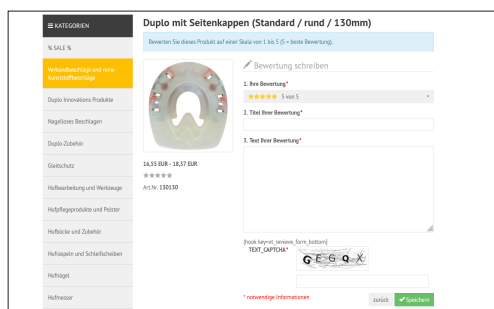 ≡ KATEGORIEN
% SALE %
Verbundbeschläge und reine
Kunststoffbeschläge
Duplo Innovations Produkte
Nagelloses Beschlagen
Duplo-Zubehör
Gleitschutz
Hufbearbeitung und Werkzeuge
Hufpflegeprodukte und Polster
Hufböcke und Zubehör
Hufraspeln und Schleifscheiben
Hufnägel
Hufmesser
Duplo mit Seitenkappen (Standard / rund / 130mm)
Bewerten Sie dieses Produkt auf einer Skala von 1 bis 5 (5 = beste Bewertung).
16,55 EUR - 18,37 EUR
Art.Nr. 130130
Bewertung schreiben
1. Ihre Bewertung*
5 von 5
2. Titel Ihrer Bewertung*
3. Text Ihrer Bewertung*
{hook key=st_reviews_form_bottom}
TEXT_CAPTCHA*
G E G Q X
* notwendige Informationen
zurück
✔ Speichern